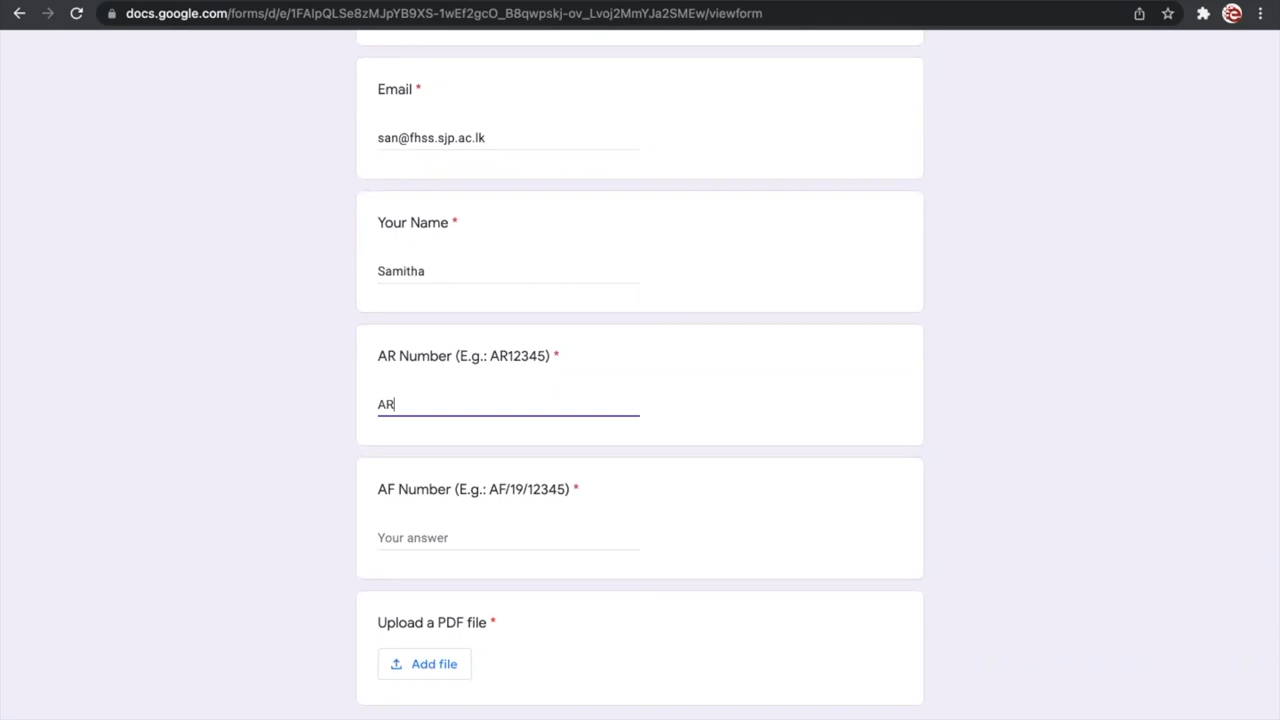 docs.google.com/forms/d/e/1FAIpQLSe8zMJpYB9XS-1wEf2gcO_B8qwpskj-ov_Lvoj2MmYJa2SMEw/viewform
Email *
san@fhss.sjp.ac.lk
Your Name *
Samitha
AR Number (E.g.: AR12345) *
AR
AF Number (E.g.: AF/19/12345) *
Your answer
Upload a PDF file *
Add file